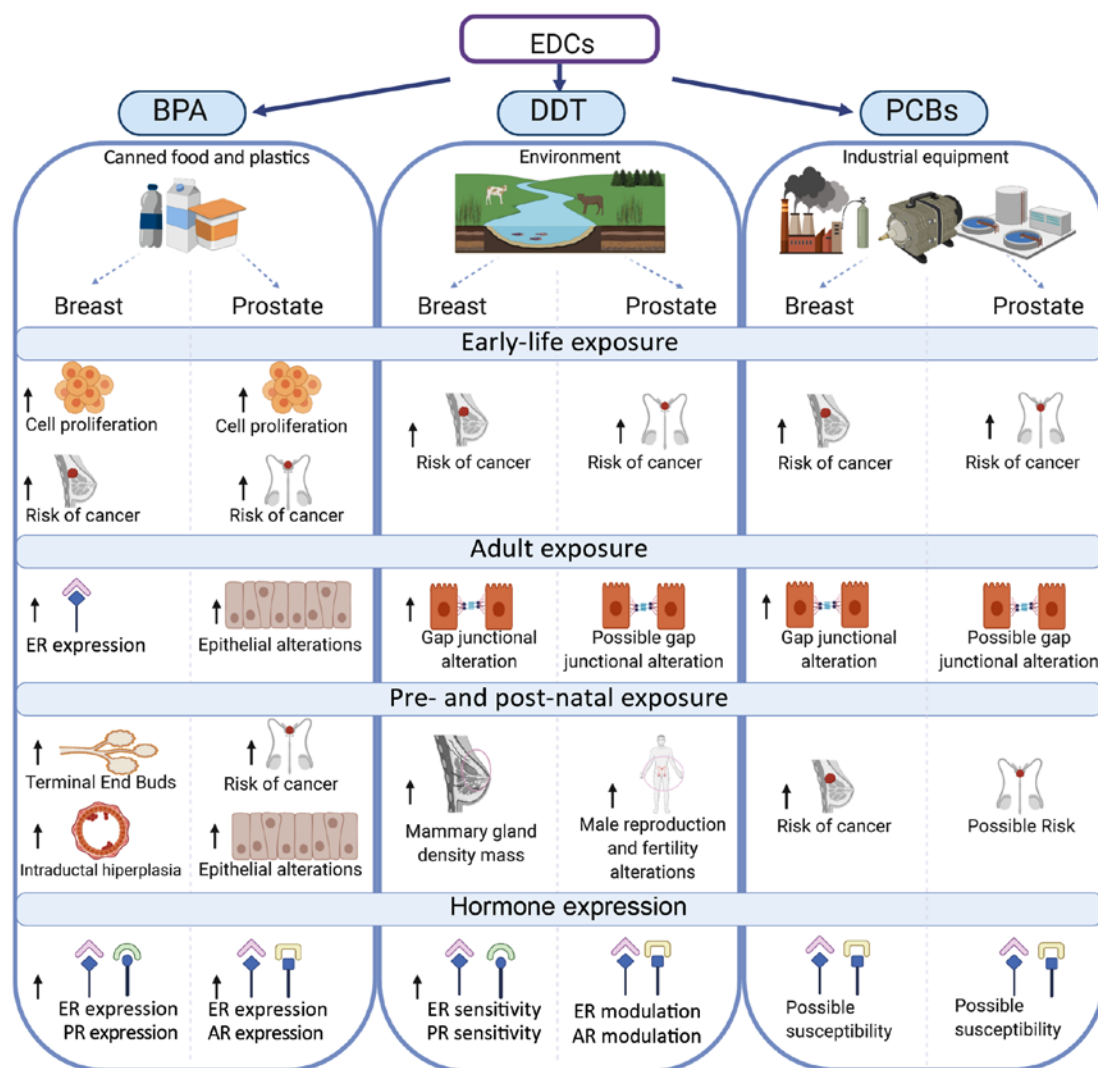 EDCs
BPA
DDT
PCBs
Canned food and plastics
Environment
Industrial equipment
Breast
Prostate
Breast
Prostate
Breast
Prostate
Early-life exposure
Cell proliferation
Cell proliferation
Risk of cancer
Risk of cancer
Risk of cancer
Risk of cancer
Risk of cancer
Risk of cancer
Adult exposure
ER expression
Epithelial alterations
Gap junctional
alteration
Possible gap
junctional alteration
Gap junctional
alteration
Possible gap
junctional alteration
Pre- and post-natal exposure
Terminal End Buds
Risk of cancer
Intraductal hiperplasia
Epithelial alterations
Mammary gland
density mass
Male reproduction
and fertility
alterations
Risk of cancer
Possible Risk
Hormone expression
ER expression
PR expression
ER expression
AR expression
ER sensitivity
PR sensitivity
ER modulation
AR modulation
Possible
susceptibility
Possible
susceptibility